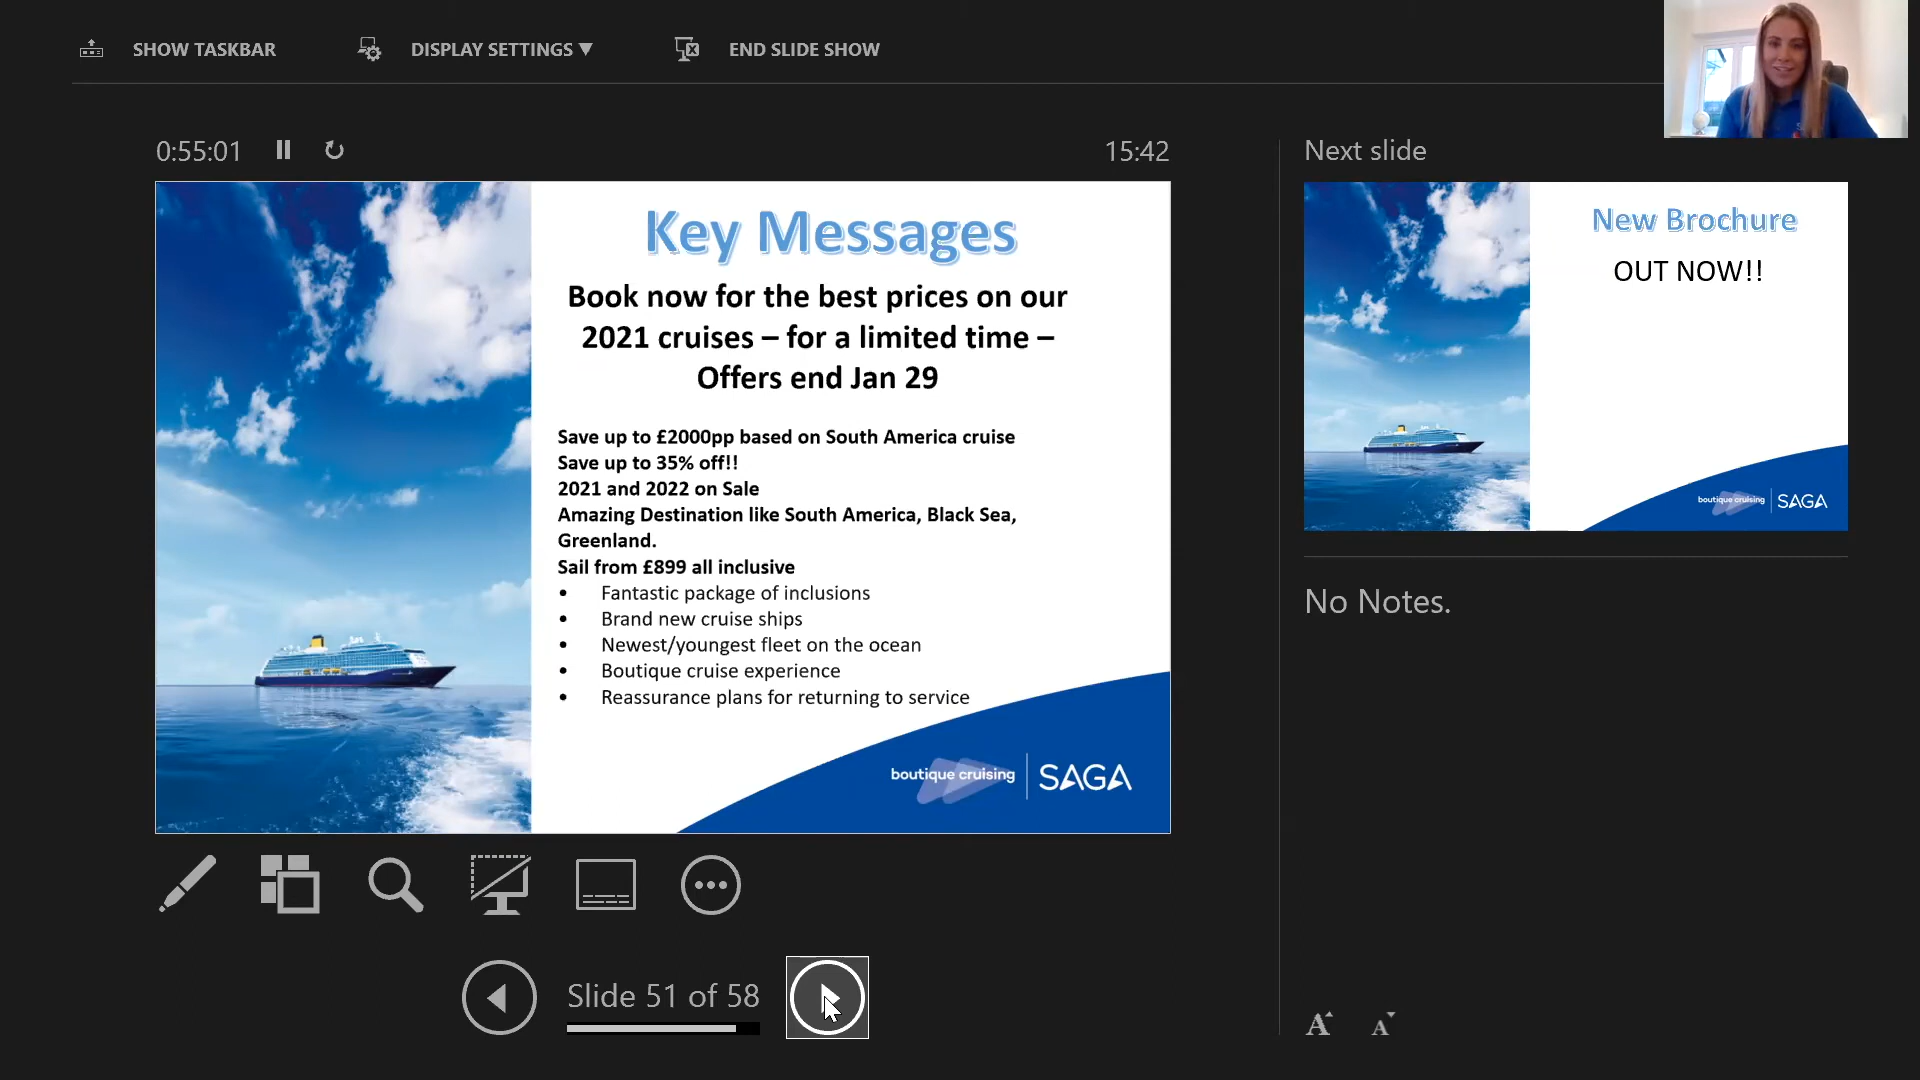 SHOW TASKBAR
DISPLAY SETTINGS ▼
END SLIDE SHOW
0:55:01
15:42
Key Messages
Book now for the best prices on our
2021 cruises – for a limited time –
Offers end Jan 29
Save up to £2000pp based on South America cruise
Save up to 35% off!!
2021 and 2022 on Sale
Amazing Destination like South America, Black Sea,
Greenland.
Sail from £899 all inclusive
• Fantastic package of inclusions
• Brand new cruise ships
• Newest/youngest fleet on the ocean
• Boutique cruise experience
• Reassurance plans for returning to service
boutique cruising | SAGA
Slide 51 of 58
Next slide
New Brochure
OUT NOW!!
boutique cruising | SAGA
No Notes.
A A